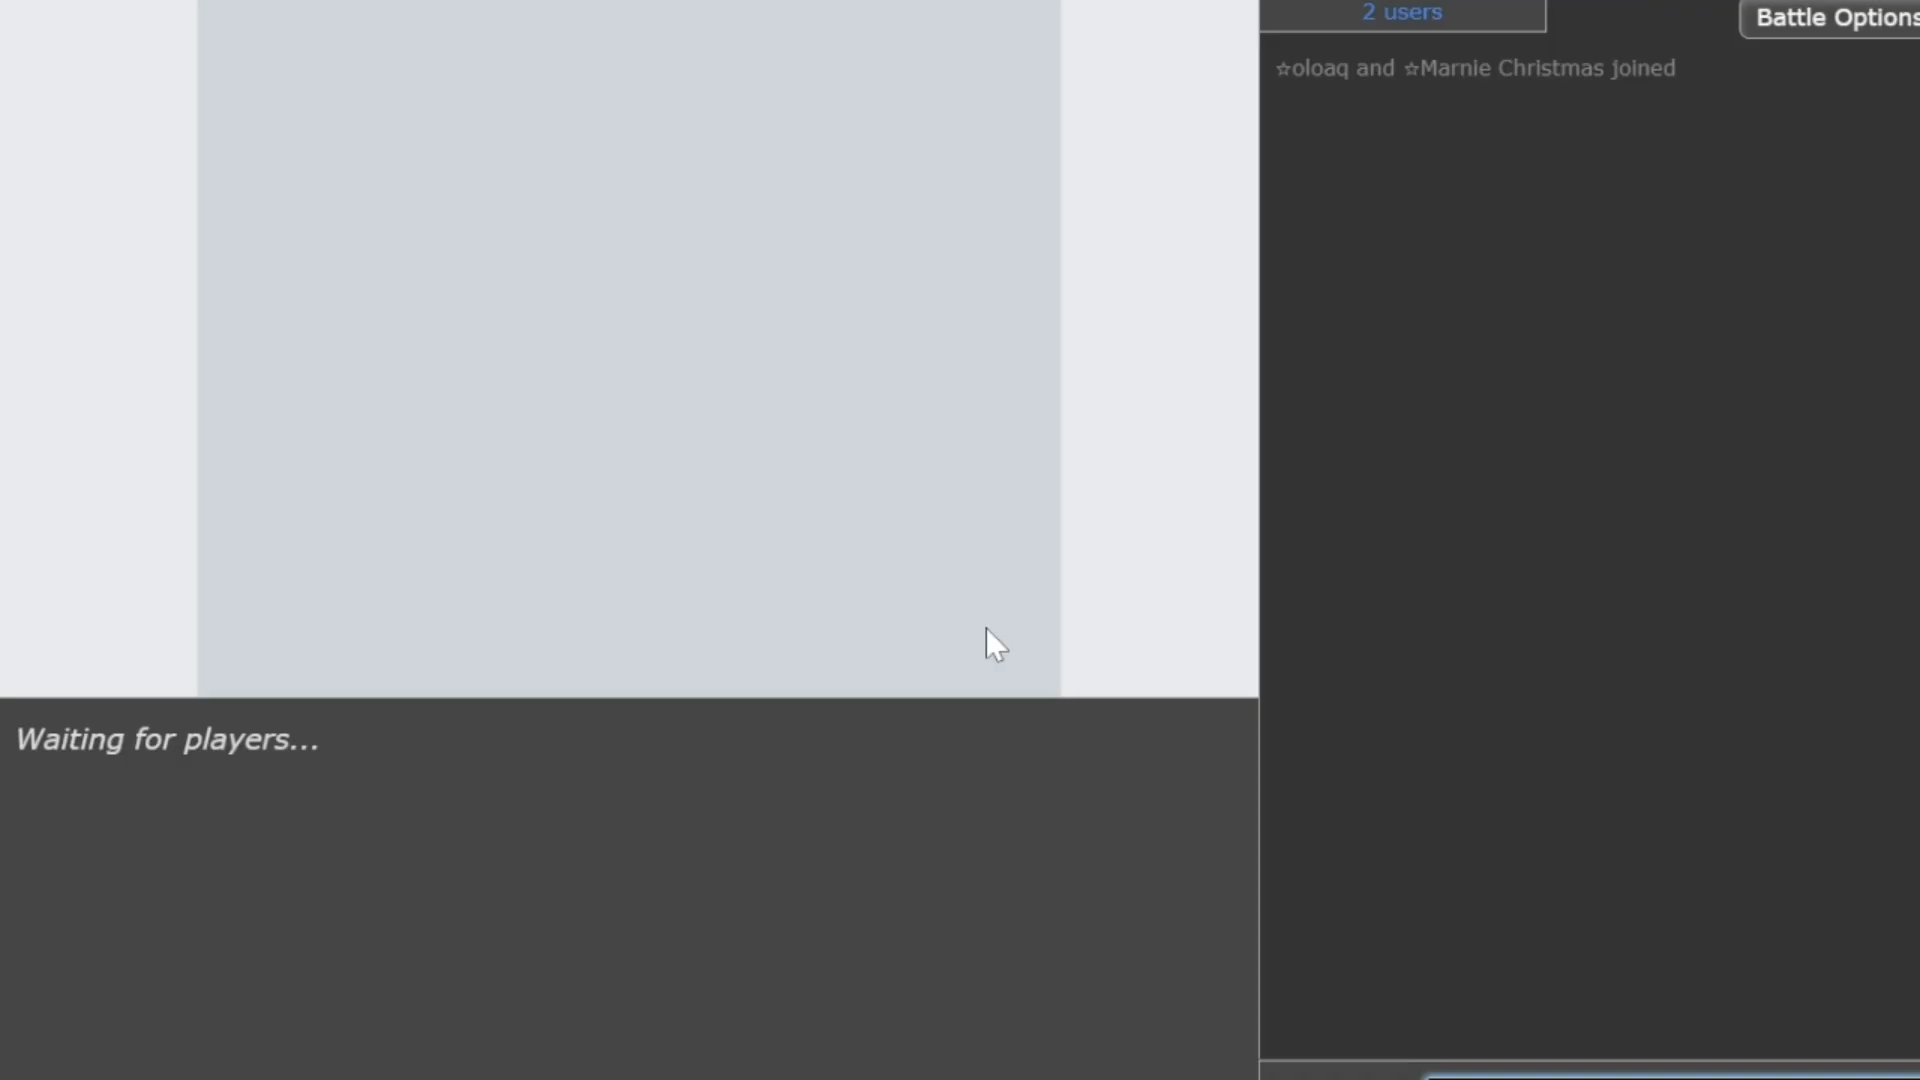 2 users
Battle Options
☆oloaq and ☆Marnie Christmas joined
Waiting for players...